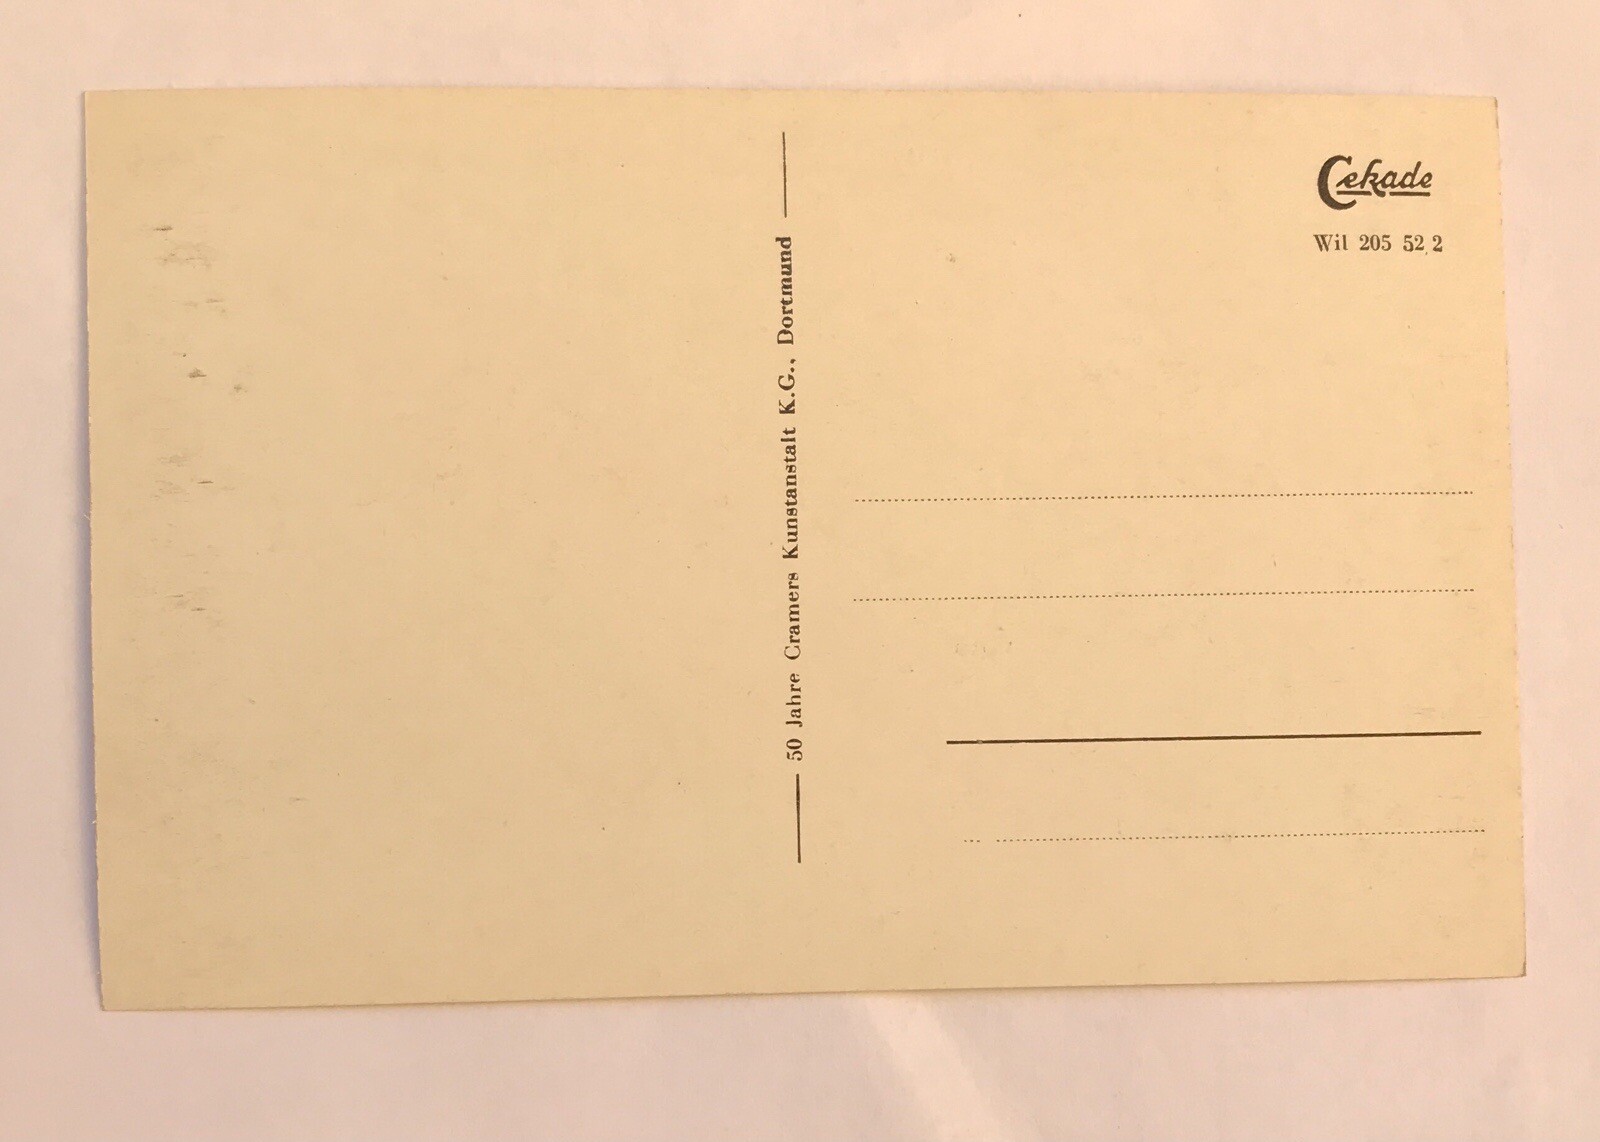 50 Jahre Cramers Kunstanstalt K.G., Dortmund
Cekade
Wil 205 52 2